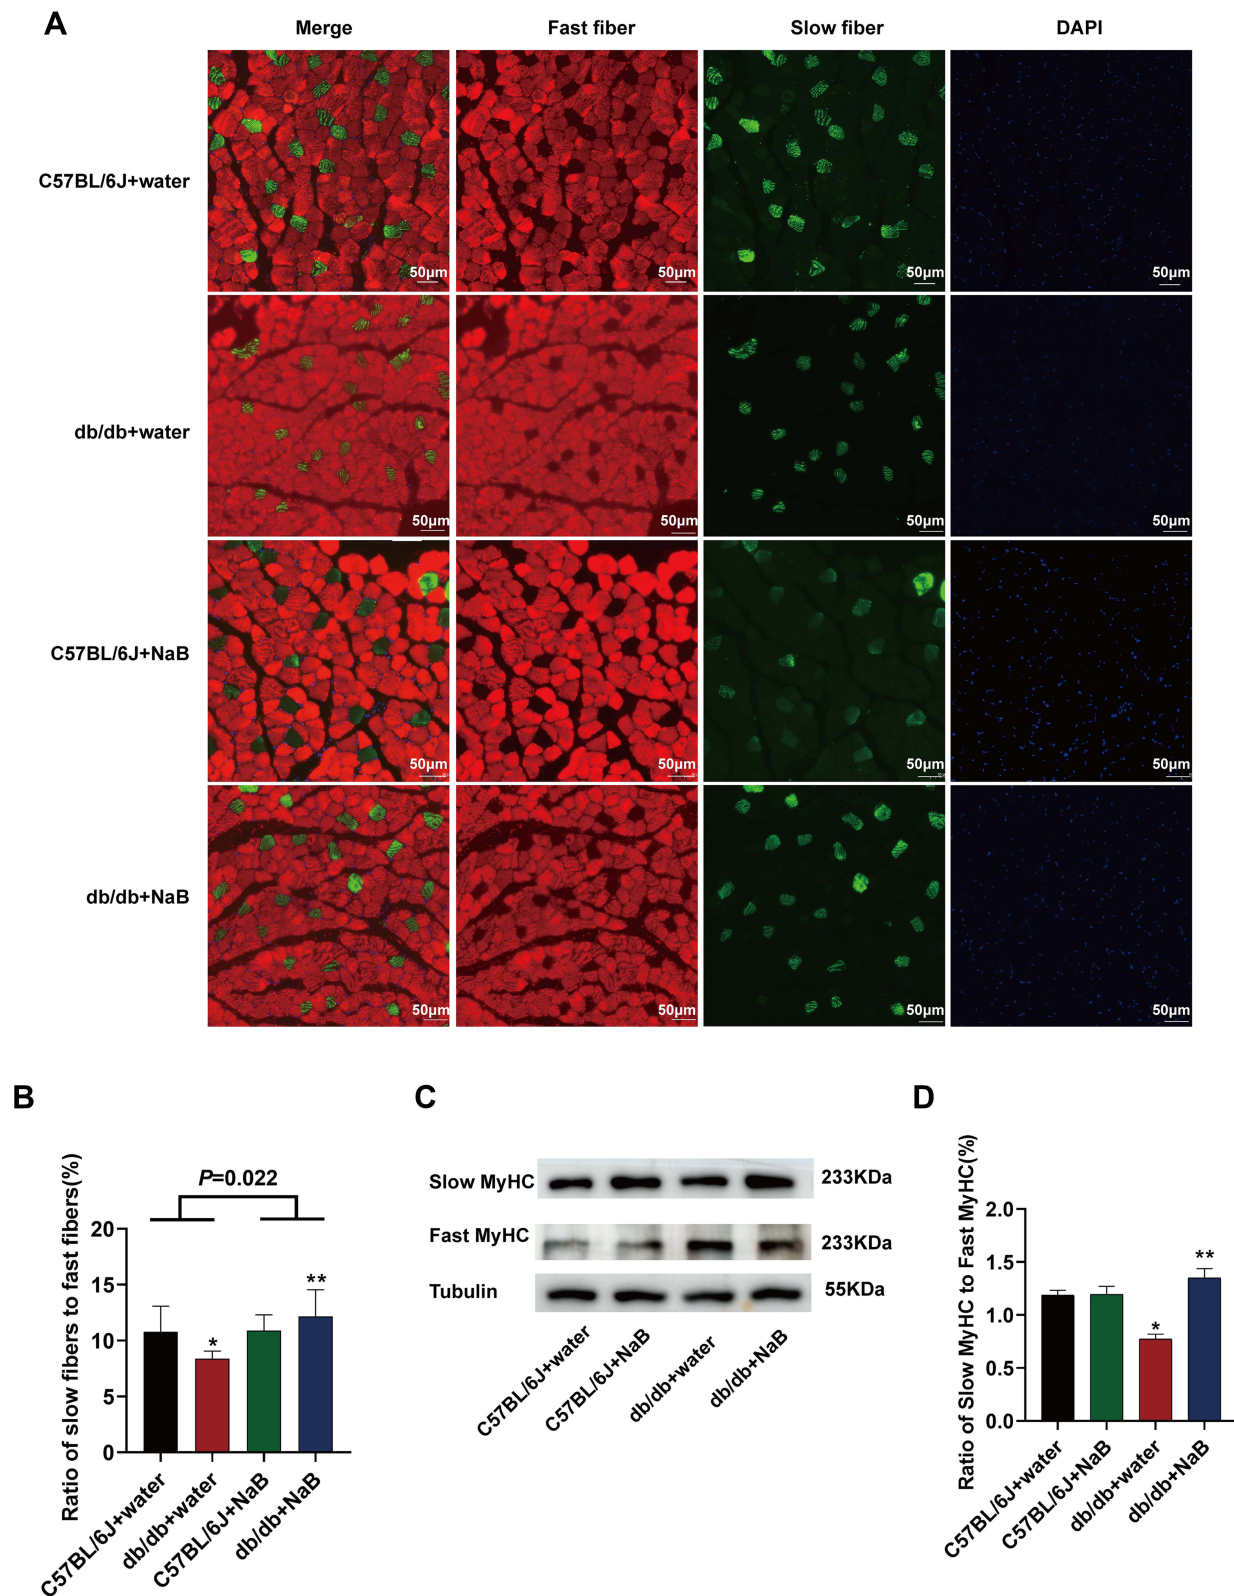 A
Merge
Fast fiber
Slow fiber
DAPI
C57BL/6J+water
50μm
50μm
50μm
50μm
db/db+water
50μm
50μm
50μm
50μm
C57BL/6J+NaB
50μm
50μm
50μm
50μm
db/db+NaB
50μm
50μm
50μm
50μm
B
Ratio of slow fibers to fast fibers(%)
P=0.022
20
15
10
5
0
*
**
C57BL/6J+water
db/db+water
C57BL/6J+NaB
db/db+NaB
C
Slow MyHC
233KDa
Fast MyHC
233KDa
Tubulin
55KDa
C57BL/6J+water
C57BL/6J+NaB
db/db+water
db/db+NaB
D
Ratio of Slow MyHC to Fast MyHC(%)
2.0
1.5
1.0
0.5
0.0
*
**
C57BL/6J+water
C57BL/6J+NaB
db/db+water
db/db+NaB